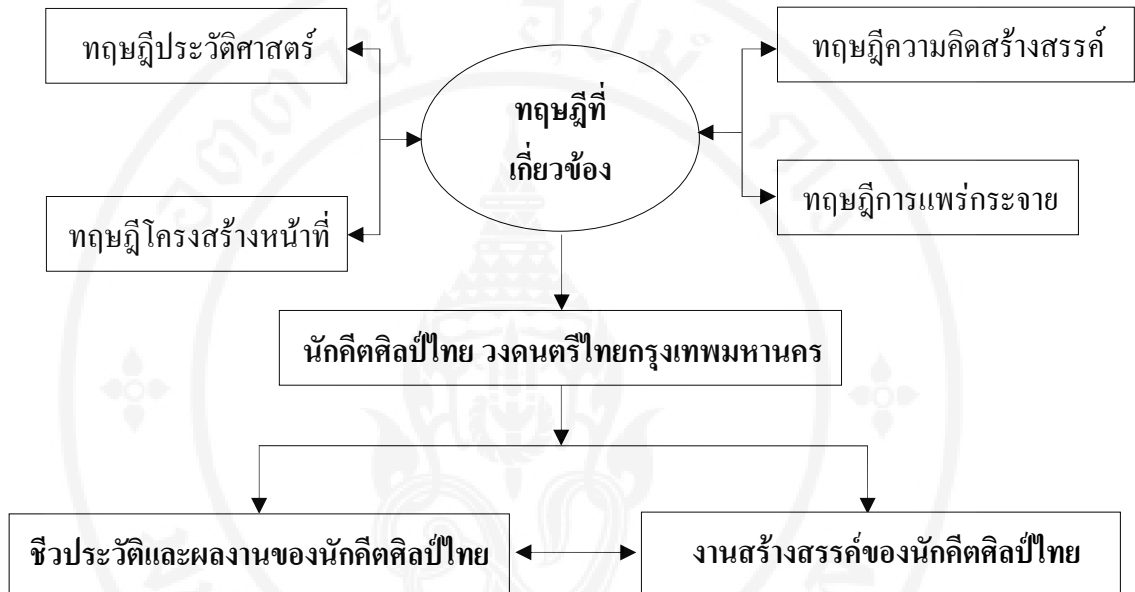 ทฤษฎีประวัติศาสตร์
ทฤษฎีความคิดสร้างสรรค์
ทฤษฎีที่
เกี่ยวข้อง
ทฤษฎีโครงสร้างหน้าที่
ทฤษฎีการแพร่กระจาย
นักคีตศิลป์ไทย วงดนตรีไทยกรุงเทพมหานคร
ชีวประวัติและผลงานของนักคีตศิลป์ไทย
งานสร้างสรรค์ของนักคีตศิลป์ไทย